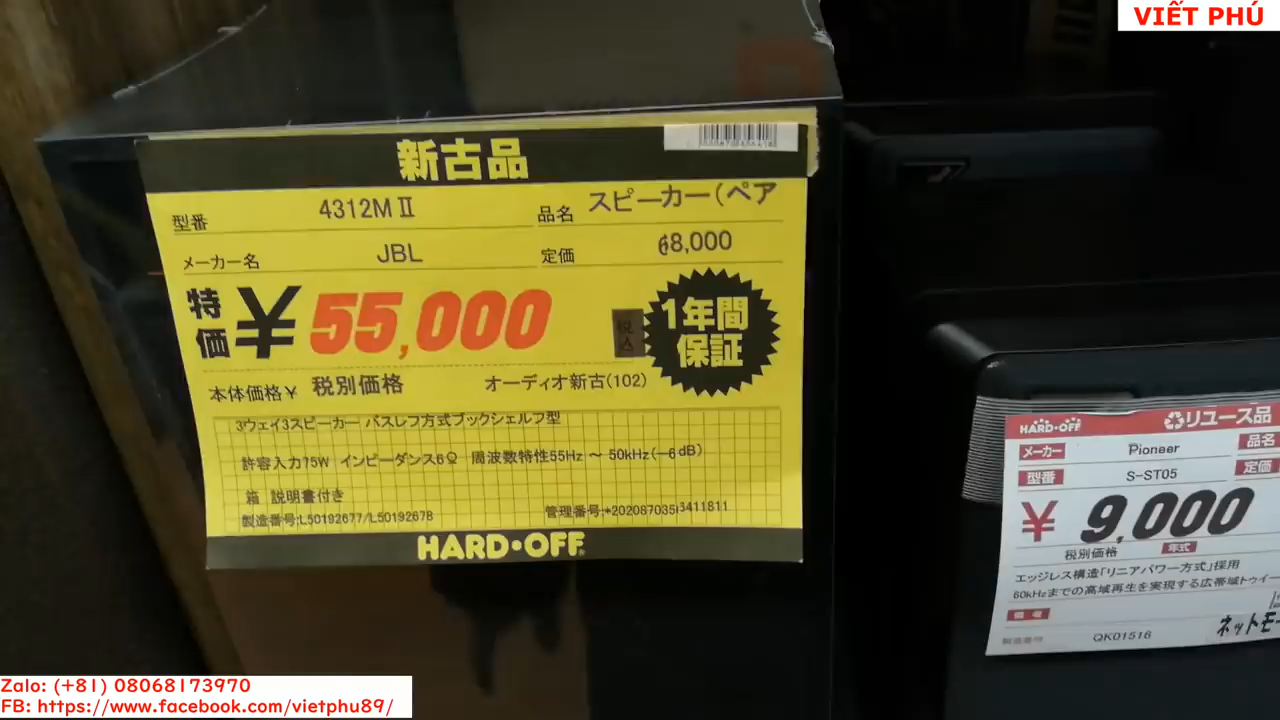 VIẾT PHÚ
新古品
型番 4312M II 品名 スピーカー(ペア
メーカー名 JBL 定価 68,000
特価 ¥55,000 税込 1年間保証
本体価格¥ 税別価格 オーディオ新古(102)
3ウェイ3スピーカー バスレフ方式ブックシェルフ型
許容入力75W インピーダンス6Ω 周波数特性55Hz ～ 50kHz(-6dB)
箱 説明書付き
製造番号:L50192677/L50192678 管理番号:*2020870353411811
HARD・OFF
HARD・OFF リユース品
メーカー Pioneer 品名
型番 S-ST05 定価
¥9,000
税別価格 年式
エッジレス構造「リニアパワー方式」採用
60kHzまでの高域再生を実現する広帯域トゥイー
備考
製造番号 QK01516 ネットモー
Zalo: (+81) 08068173970
FB: https://www.facebook.com/vietphu89/